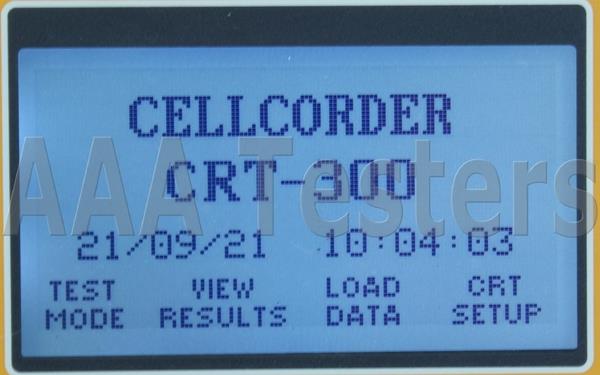 CELLCORDER
CRT-300
AAA Testers
21/09/21 10:04:03
TEST VIEW LOAD CRT
MODE RESULTS DATA SETUP